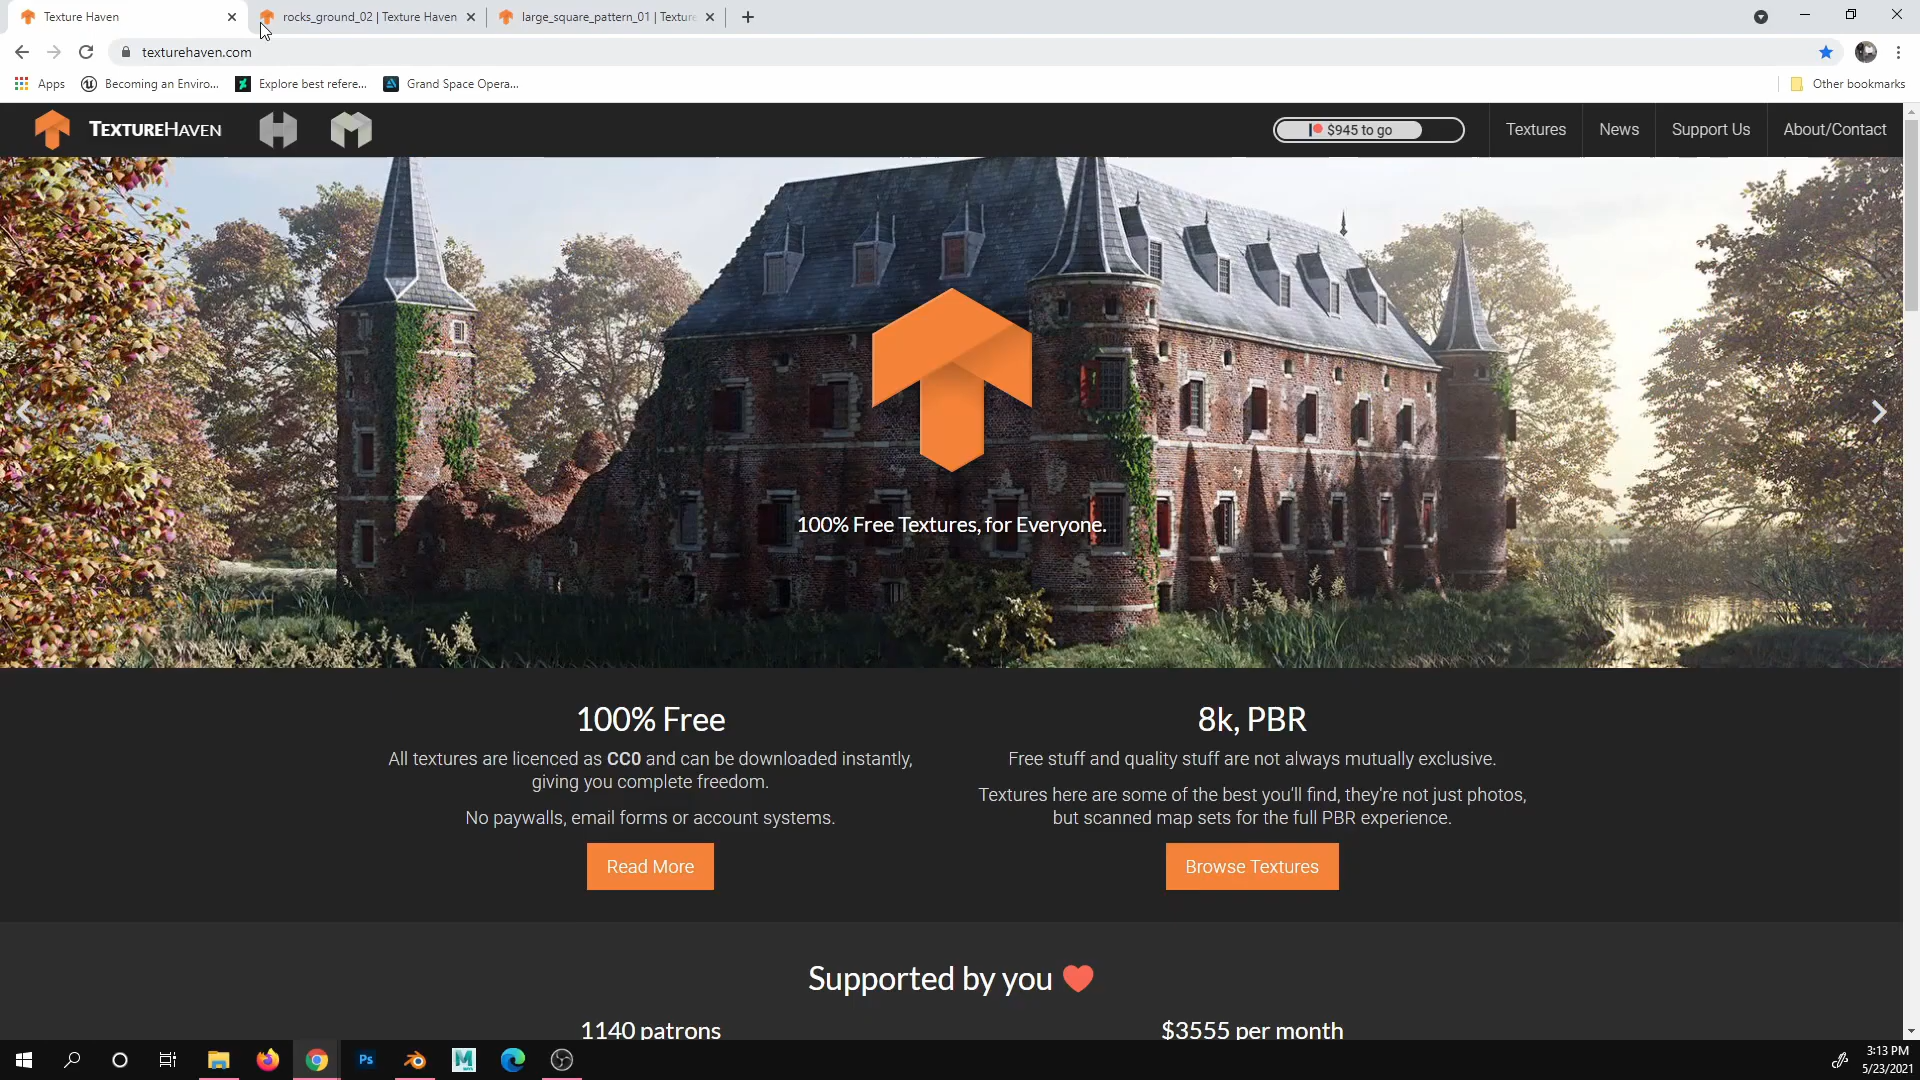 Texture Haven
rocks_ground_02 | Texture Haven
large_square_pattern_01 | Textur
texturehaven.com
Apps
Becoming an Enviro...
Explore best refere...
Grand Space Opera...
Other bookmarks
TEXTUREHAVEN
$945 to go
Textures
News
Support Us
About/Contact
100% Free Textures, for Everyone.
100% Free
All textures are licenced as CC0 and can be downloaded instantly,
giving you complete freedom.
No paywalls, email forms or account systems.
Read More
8k, PBR
Free stuff and quality stuff are not always mutually exclusive.
Textures here are some of the best you'll find, they're not just photos,
but scanned map sets for the full PBR experience.
Browse Textures
Supported by you
1140 patrons
$3555 per month
Ps
3:13 PM
5/23/2021